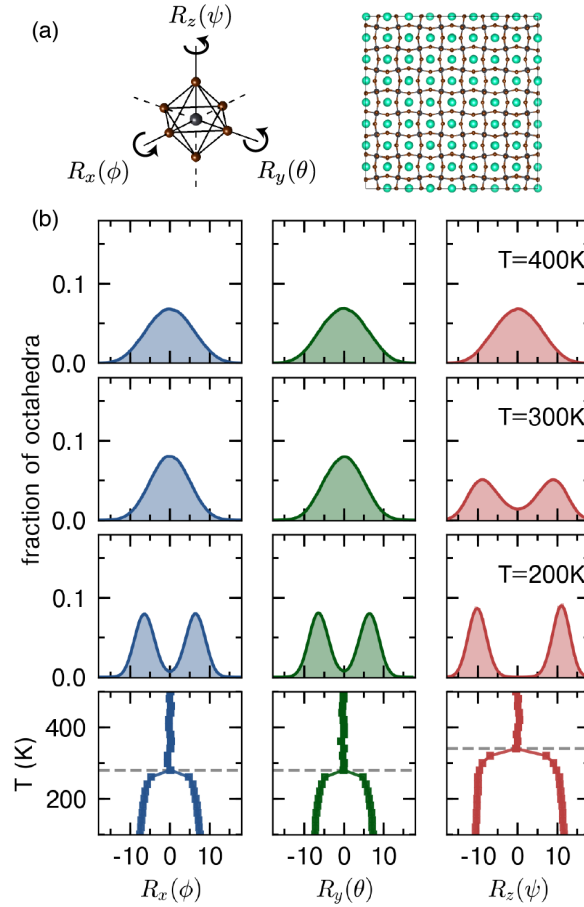 (a)
R_z(ψ)
R_x(ϕ)
R_y(θ)
(b)
fraction of octahedra
0.1
0.0
T=400K
0.1
0.0
T=300K
0.1
0.0
T=200K
T (K)
400
200
-10 0 10
-10 0 10
-10 0 10
R_x(ϕ)
R_y(θ)
R_z(ψ)